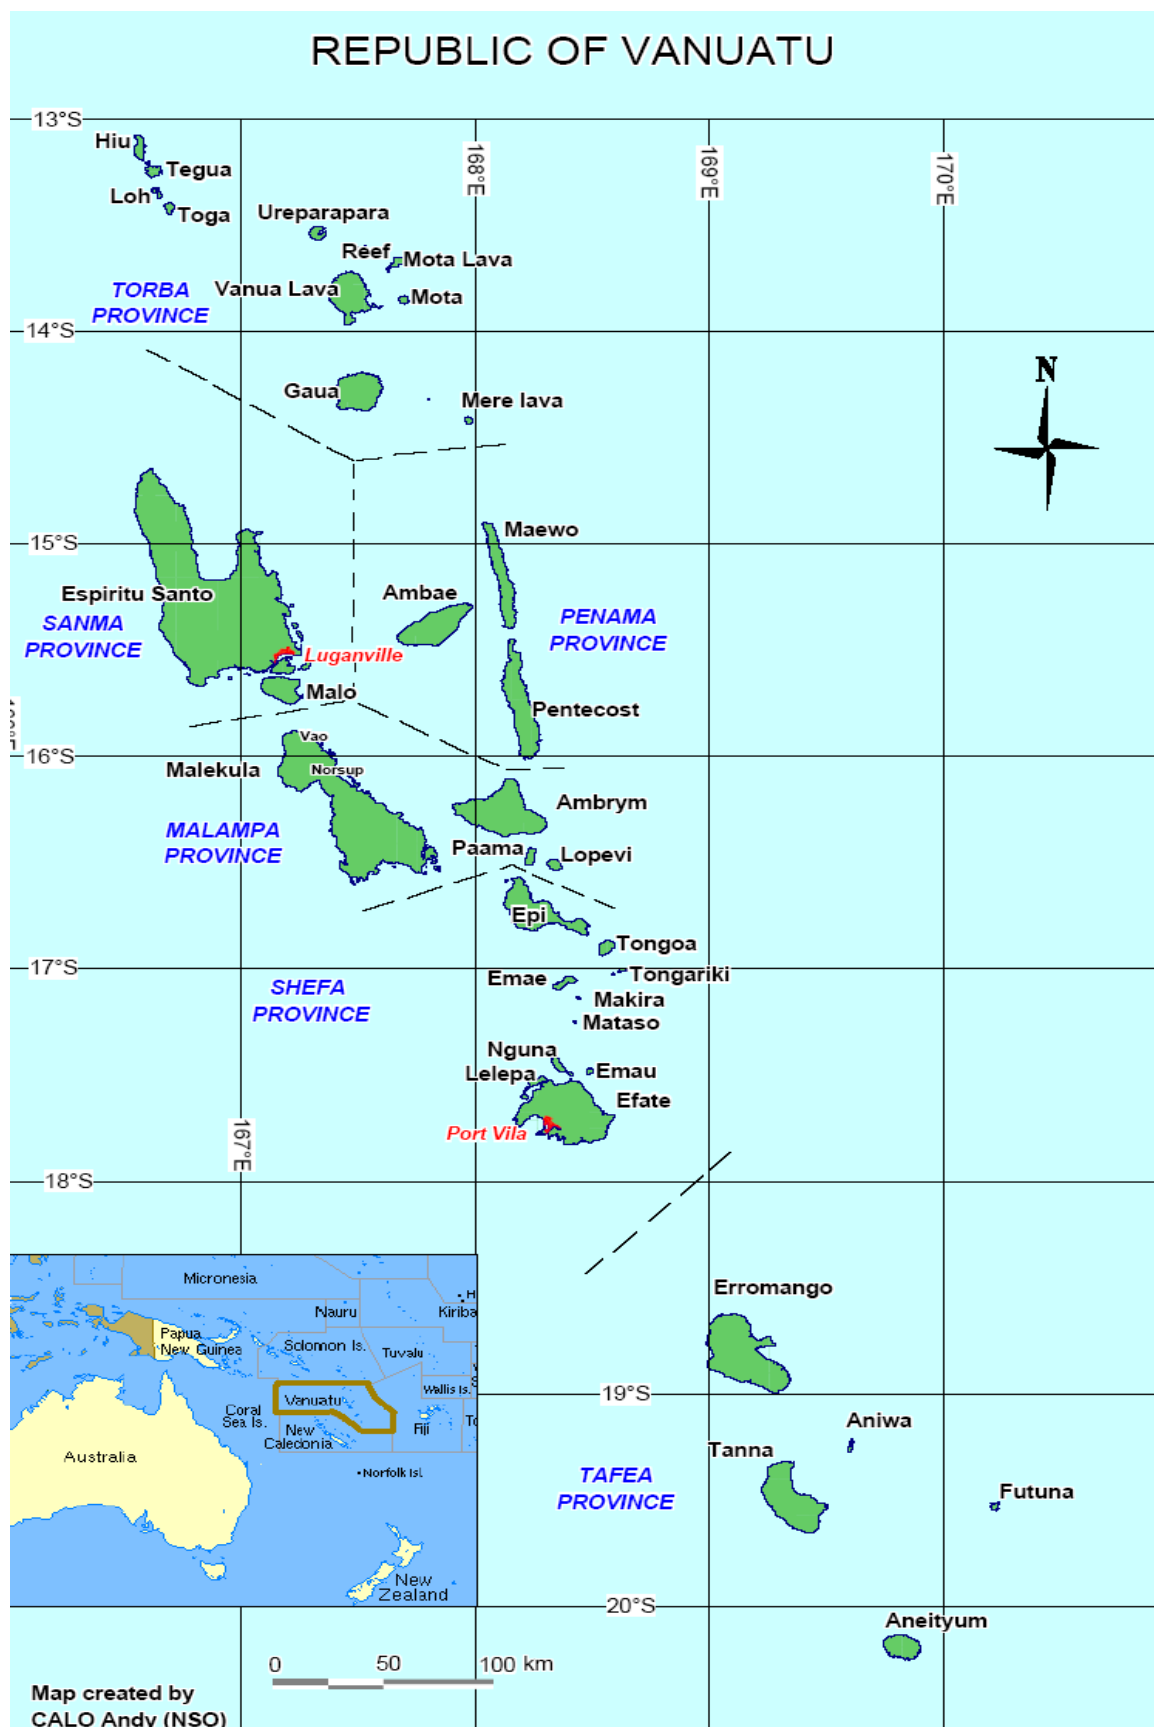 REPUBLIC OF VANUATU
13°S
Hiu
Tegua
Loh
Toga
168°E
169°E
170°E
Ureparapara
Reef
Mota Lava
Vanua Lava
Mota
TORBA
PROVINCE
14°S
Gaua
Mere lava
N
Maewo
15°S
Espiritu Santo
Ambae
SANMA
PROVINCE
PENAMA
PROVINCE
Luganville
Malo
Pentecost
Vao
16°S
Malekula
Norsup
Ambrym
MALAMPA
PROVINCE
Paama
Lopevi
Epi
Tongoa
17°S
Tongariki
Emae
SHEFA
PROVINCE
Makira
Mataso
Nguna
Lelepa
Emau
Efate
Port Vila
167°E
18°S
Micronesia
Nauru
Kiriba
Papua
New Guinea
Solomon Is.
Tuvalu
Wallis Is.
Vanuatu
Coral
Sea Is.
New
Caledonia
Fiji
To
Australia
Norfolk Isl.
New
Zealand
Erromango
19°S
Aniwa
Tanna
TAFEA
PROVINCE
Futuna
20°S
Aneityum
0 50 100 km
Map created by
CALO Andy (NSO)